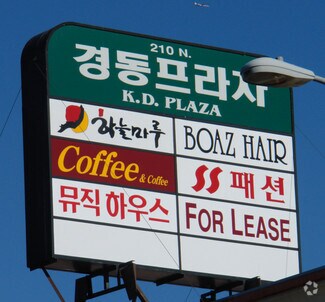 210 N.
경동프라자
K.D. PLAZA
하늘마루
BOAZ HAIR
Coffee & Coffee
SS 패션
뮤직하우스
FOR LEASE